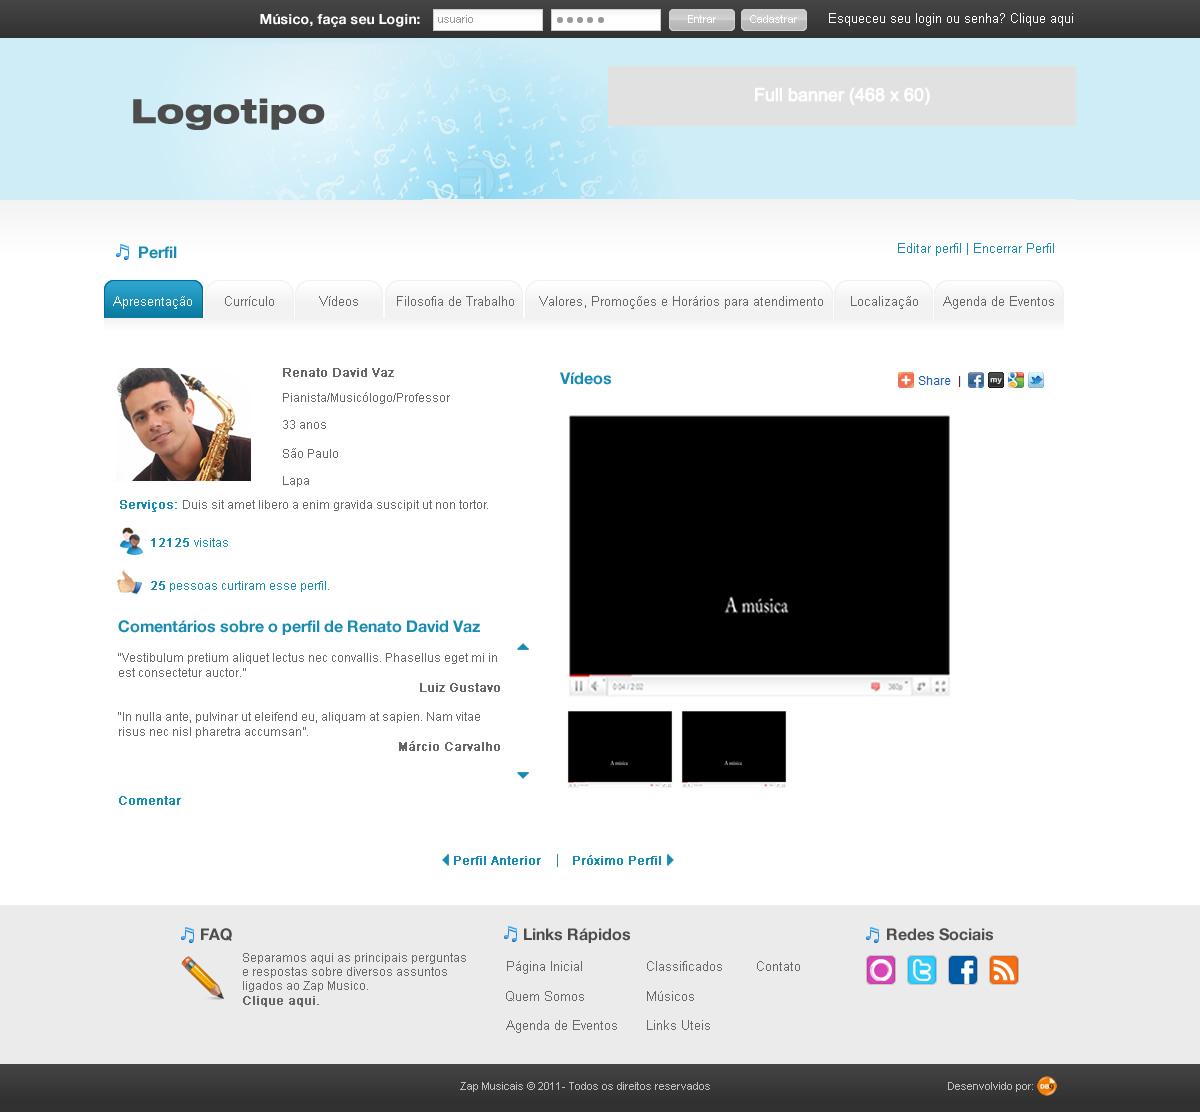 Músico, faça seu Login: usuario Entrar Cadastrar Esqueceu seu login ou senha? Clique aqui
Logotipo
Full banner (468 x 60)
Perfil
Editar perfil | Encerrar Perfil
Apresentação Currículo Vídeos Filosofia de Trabalho Valores, Promoções e Horários para atendimento Localização Agenda de Eventos
Renato David Vaz
Pianista/Musicólogo/Professor
33 anos
São Paulo
Lapa
Serviços: Duis sit amet libero a enim gravida suscipit ut non tortor.
12125 visitas
25 pessoas curtiram esse perfil.
Comentários sobre o perfil de Renato David Vaz
"Vestibulum pretium aliquet lectus nec convallis. Phasellus eget mi in
est consectetur auctor."
Luiz Gustavo
"In nulla ante, pulvinar ut eleifend eu, aliquam at sapien. Nam vitae
risus nec nisl pharetra accumsan".
Márcio Carvalho
Comentar
Vídeos
Share | my
A música
0:04 / 2:02 360p
A música A música
Perfil Anterior | Próximo Perfil
FAQ
Separamos aqui as principais perguntas
e respostas sobre diversos assuntos
ligados ao Zap Musico.
Clique aqui.
Links Rápidos
Página Inicial Classificados Contato
Quem Somos Músicos
Agenda de Eventos Links Uteis
Redes Sociais
Zap Musicais © 2011- Todos os direitos reservados
Desenvolvido por: